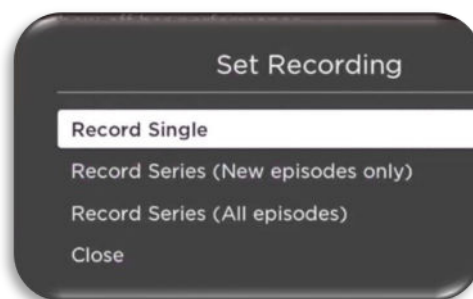 Set Recording
Record Single
Record Series (New episodes only)
Record Series (All episodes)
Close